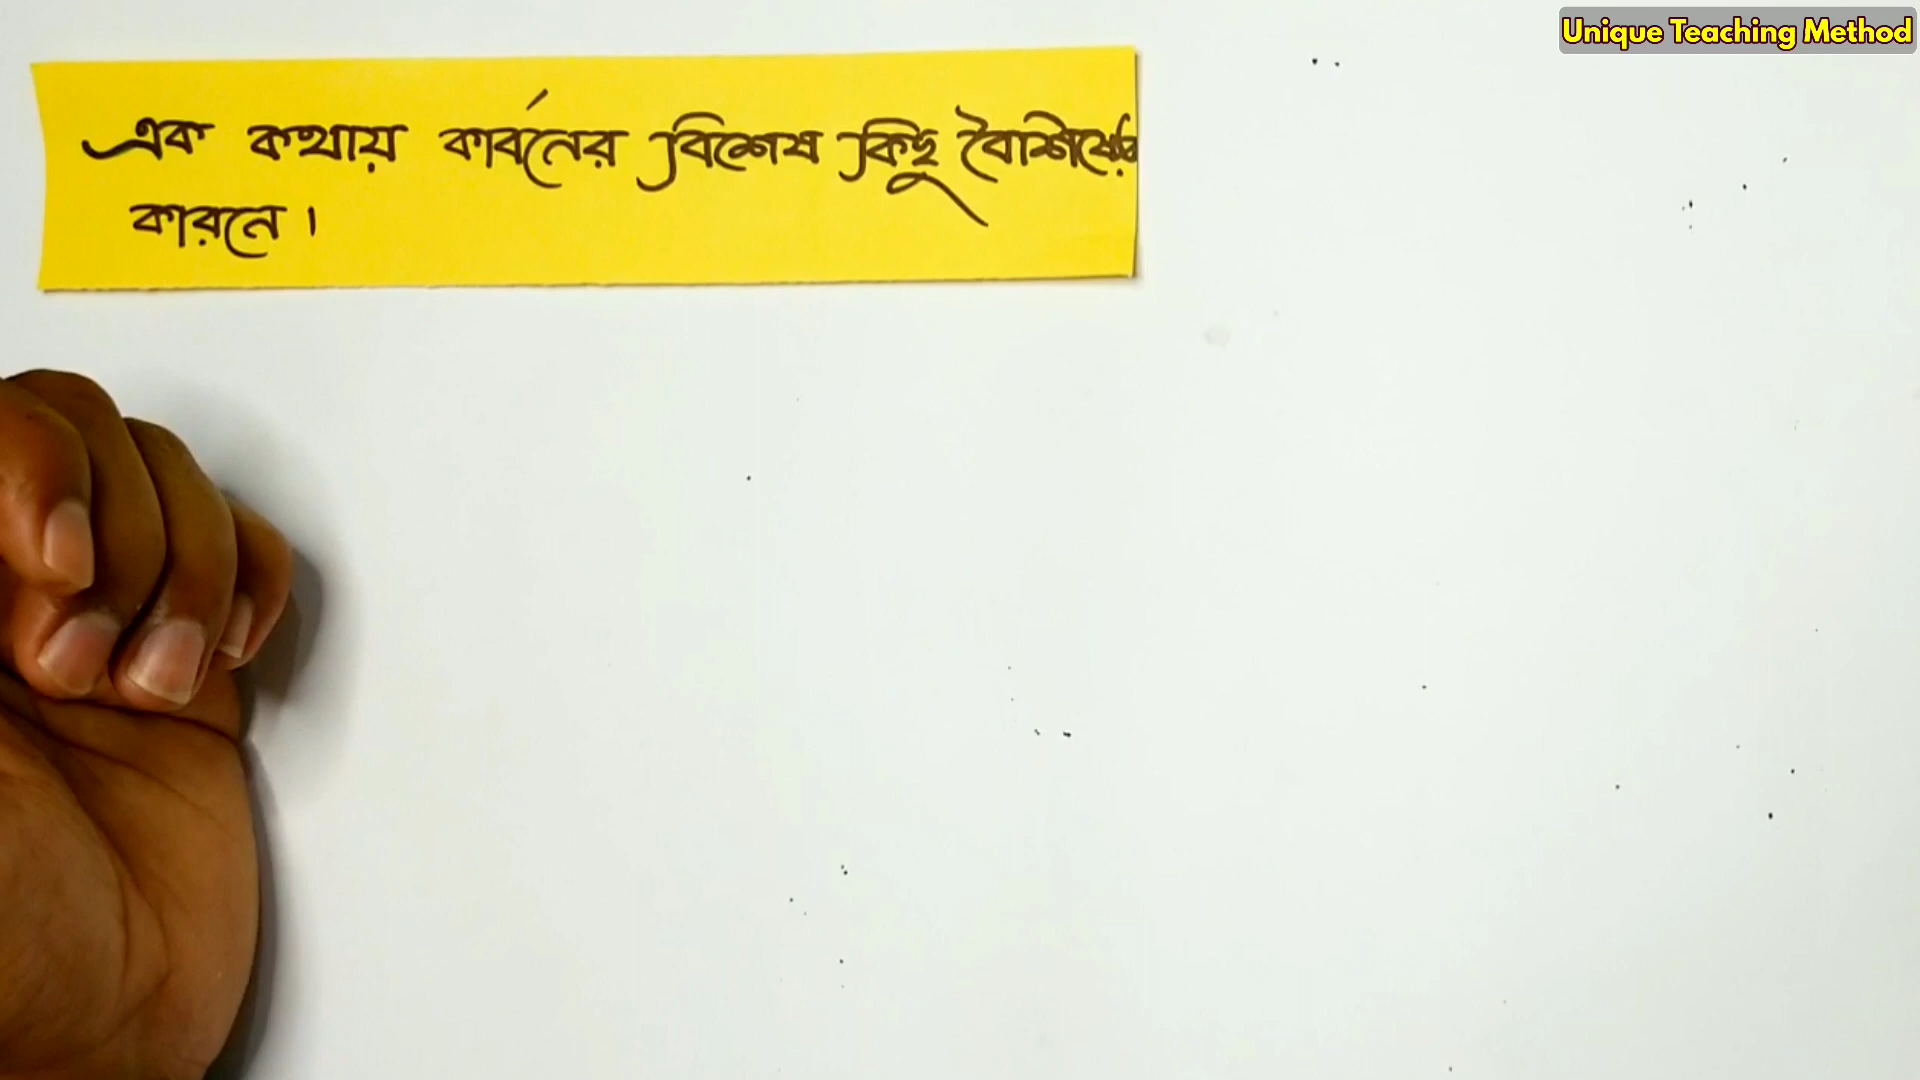 Unique Teaching Method
এক কথায় কার্বনের বিশেষ কিছু বৈশিষ্ট্যের
কারনে।